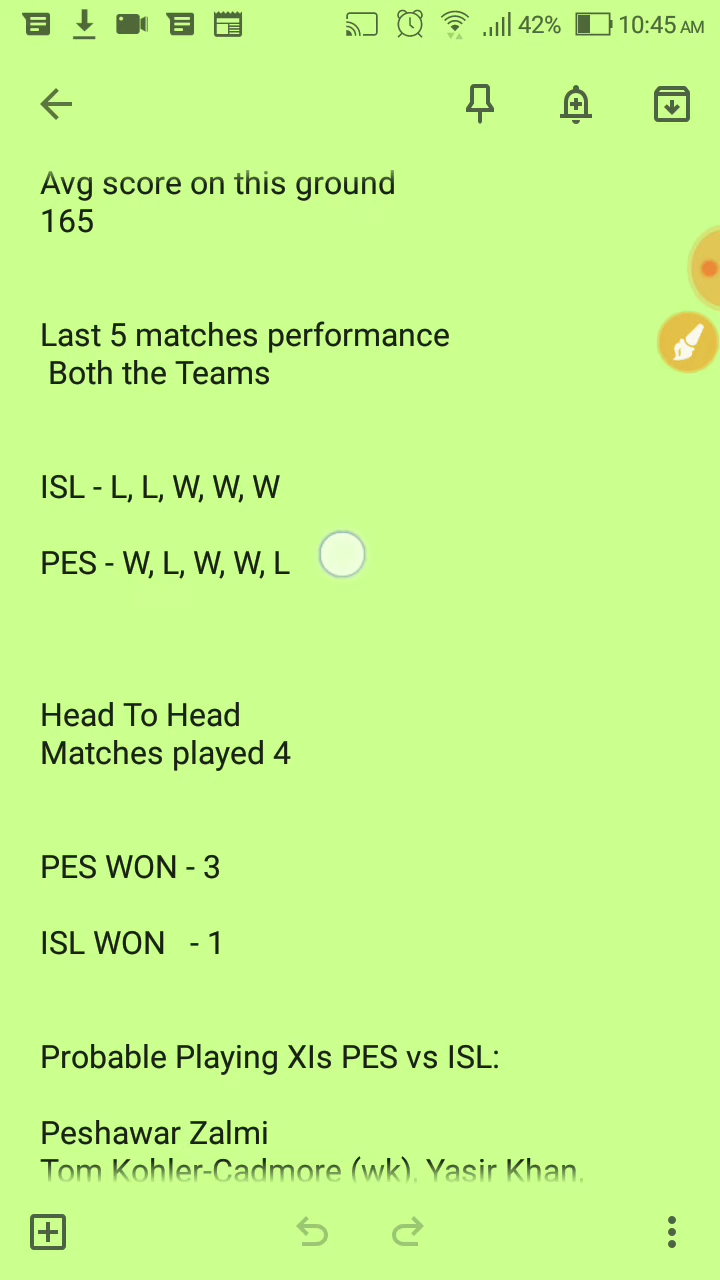 42% 10:45 AM
Avg score on this ground
165
Last 5 matches performance
Both the Teams
ISL - L, L, W, W, W
PES - W, L, W, W, L
Head To Head
Matches played 4
PES WON - 3
ISL WON - 1
Probable Playing XIs PES vs ISL:
Peshawar Zalmi
Tom Kohler-Cadmore (wk), Yasir Khan,